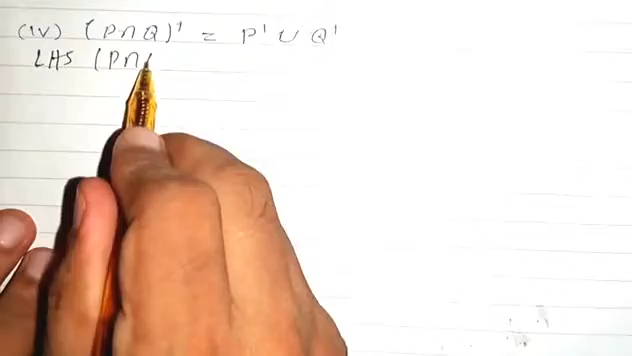 (iv) (P∩Q)' = P' ∪ Q'
LHS (P∩